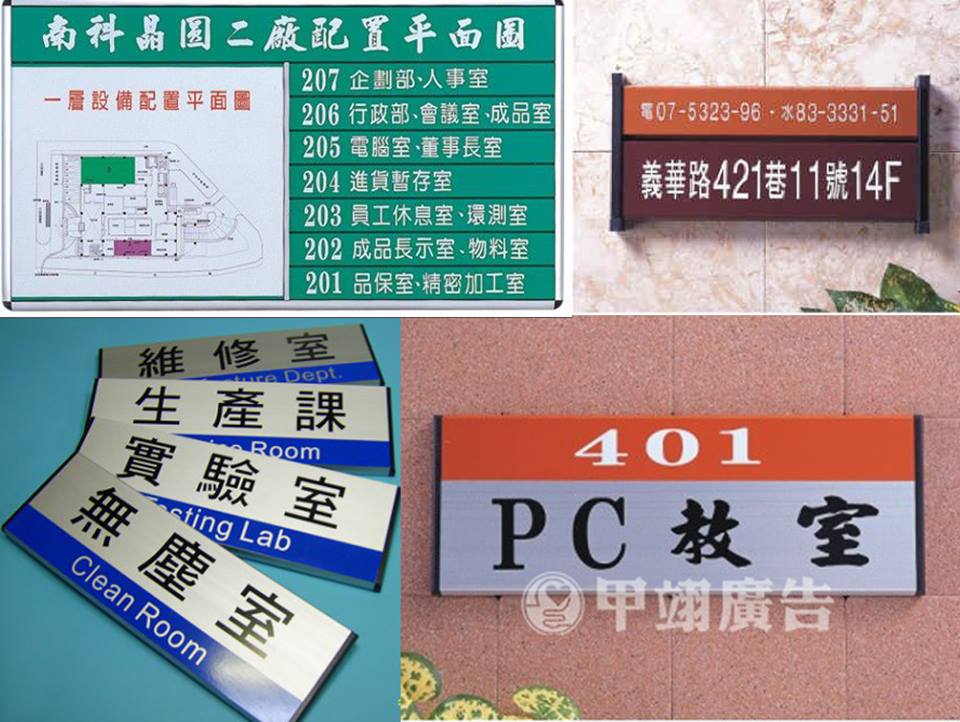 南科晶圓二廠配置平面圖
一層設備配置平面圖
207 企劃部、人事室
206 行政部、會議室、成品室
205 電腦室、董事長室
204 進貨暫存室
203 員工休息室、環測室
202 成品長示室、物料室
201 品保室、精密加工室
電07-5323-96・水83-3331-51
義華路421巷11號14F
維修室
Dept.
生產課
Room
實驗室
Testing Lab
無塵室
Clean Room
401
PC教室
甲翊廣告